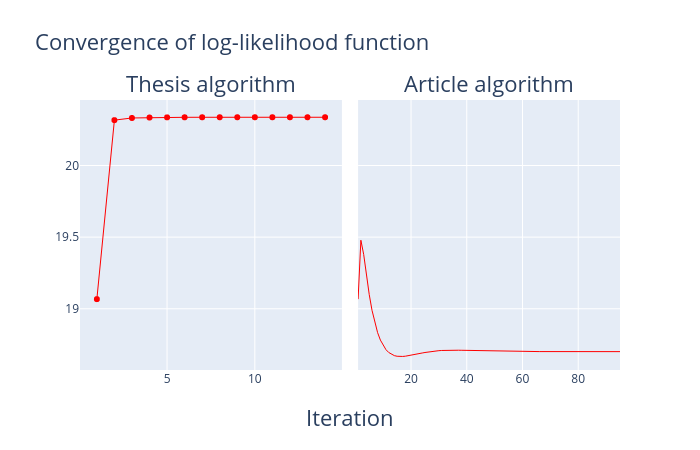 Convergence of log-likelihood function
Thesis algorithm
Article algorithm
20
19.5
19
5
10
20
40
60
80
Iteration